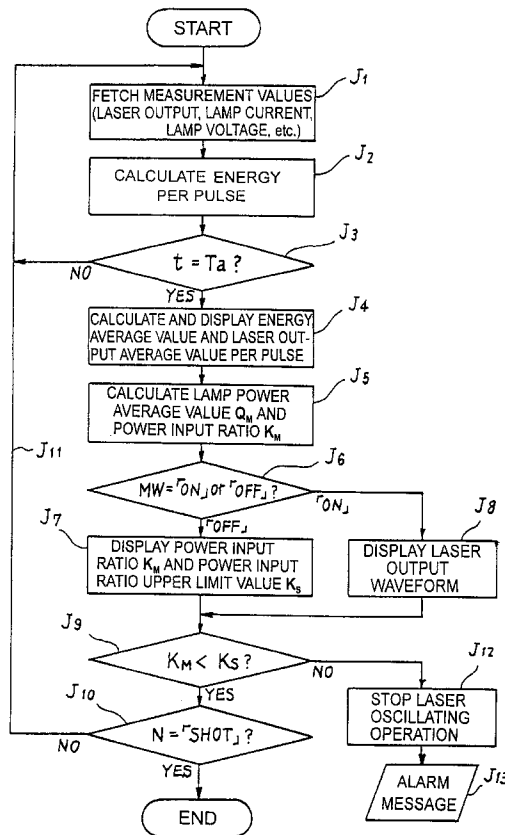 START
J1
FETCH MEASUREMENT VALUES
(LASER OUTPUT, LAMP CURRENT,
LAMP VOLTAGE, etc.)
J2
CALCULATE ENERGY
PER PULSE
J3
t = Ta ?
NO
YES
J4
CALCULATE AND DISPLAY ENERGY
AVERAGE VALUE AND LASER OUT-
PUT AVERAGE VALUE PER PULSE
J5
CALCULATE LAMP POWER
AVERAGE VALUE QM AND
POWER INPUT RATIO KM
J11
J6
MW=「ON」or「OFF」?
「ON」
「OFF」
J7
DISPLAY POWER INPUT
RATIO KM AND POWER INPUT
RATIO UPPER LIMIT VALUE KS
J8
DISPLAY LASER
OUTPUT
WAVEFORM
J9
KM < KS ?
NO
YES
J12
STOP LASER
OSCILLATING
OPERATION
J10
N=「SHOT」?
NO
YES
J13
ALARM
MESSAGE
END